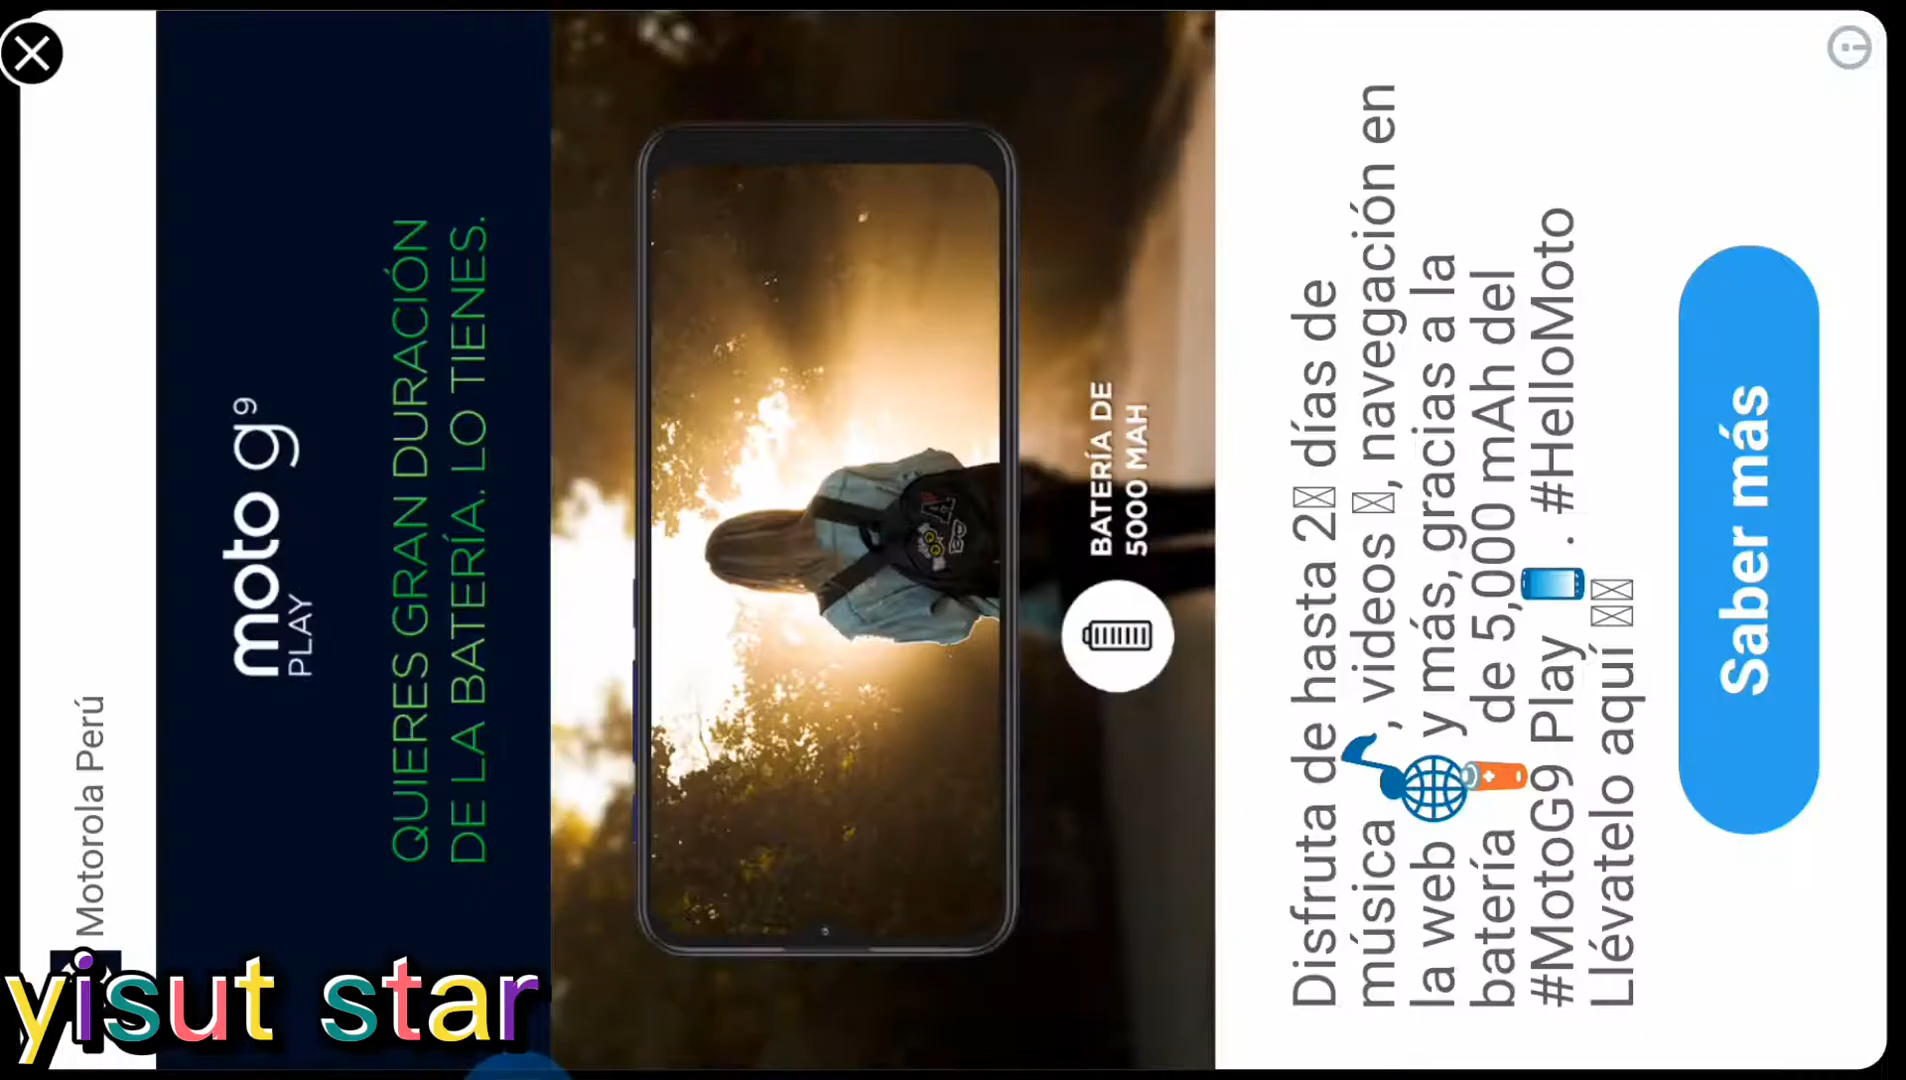 Motorola Perú
moto g9
PLAY
QUIERES GRAN DURACIÓN
DE LA BATERÍA. LO TIENES.
BATERÍA DE
5000 MAH
Disfruta de hasta 2 días de
música , videos , navegación en
la web y más, gracias a la
batería de 5,000 mAh del
#MotoG9 Play . #HelloMoto
Llévatelo aquí
Saber más
yisut star